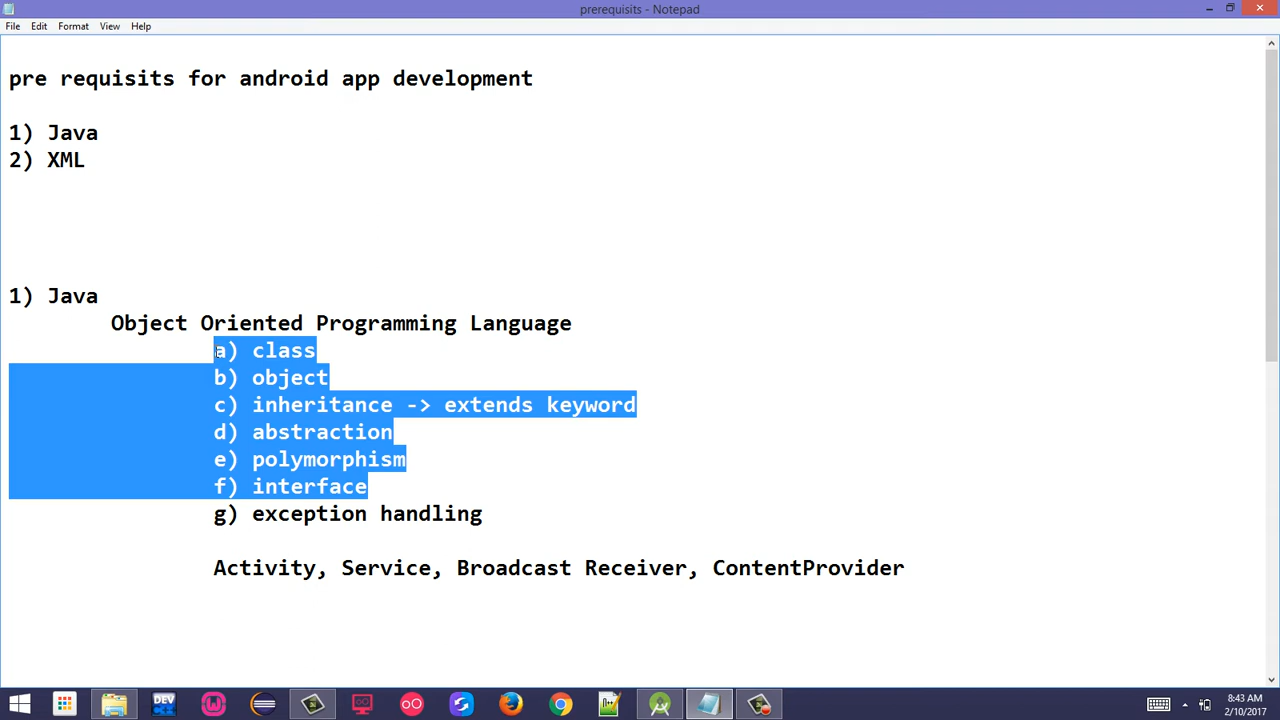 prerequisits - Notepad
File Edit Format View Help
pre requisits for android app development
1) Java
2) XML
1) Java
Object Oriented Programming Language
a) class
b) object
c) inheritance -> extends keyword
d) abstraction
e) polymorphism
f) interface
g) exception handling
Activity, Service, Broadcast Receiver, ContentProvider
DEV
8:43 AM
2/10/2017